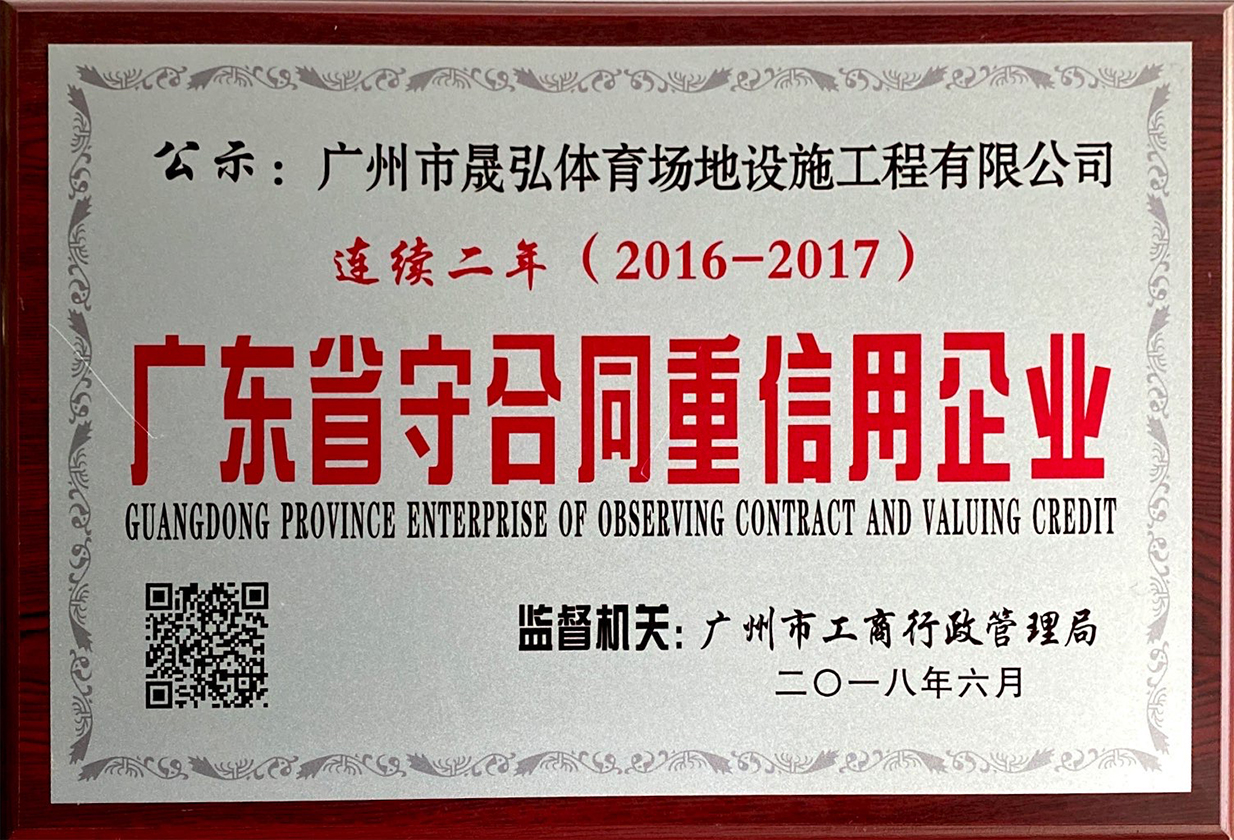 公示：广州市晟弘体育场地设施工程有限公司
连续二年（2016-2017）
广东省守合同重信用企业
GUANGDONG PROVINCE ENTERPRISE OF OBSERVING CONTRACT AND VALUING CREDIT
监督机关：广州市工商行政管理局
二〇一八年六月